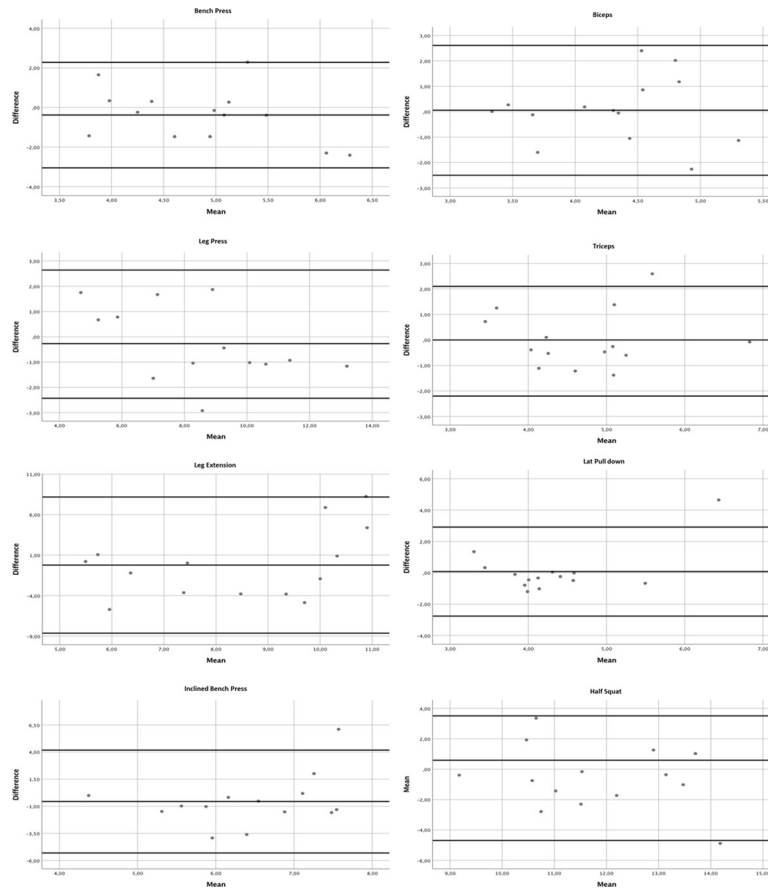 Bench Press
4,00
2,00
,00
-2,00
-4,00
Difference
3,50 4,00 4,50 5,00 5,50 6,00 6,50
Mean
Biceps
3,00
2,00
1,00
,00
-1,00
-2,00
-3,00
Difference
3,00 3,50 4,00 4,50 5,00 5,50
Mean
Leg Press
3,00
2,00
1,00
,00
-1,00
-2,00
-3,00
Difference
4,00 6,00 8,00 10,00 12,00 14,00
Mean
Triceps
3,00
2,00
1,00
,00
-1,00
-2,00
-3,00
Difference
3,00 4,00 5,00 6,00 7,00
Mean
Leg Extension
11,00
6,00
1,00
-4,00
-9,00
Difference
5,00 6,00 7,00 8,00 9,00 10,00 11,00
Mean
Lat Pull down
6,00
4,00
2,00
,00
-2,00
-4,00
Difference
3,00 4,00 5,00 6,00 7,00
Mean
Inclined Bench Press
6,50
4,00
1,50
-1,00
-3,50
-6,00
Difference
4,00 5,00 6,00 7,00 8,00
Mean
Half Squat
4,00
2,00
,00
-2,00
-4,00
-6,00
Mean
9,00 10,00 11,00 12,00 13,00 14,00 15,00
Mean